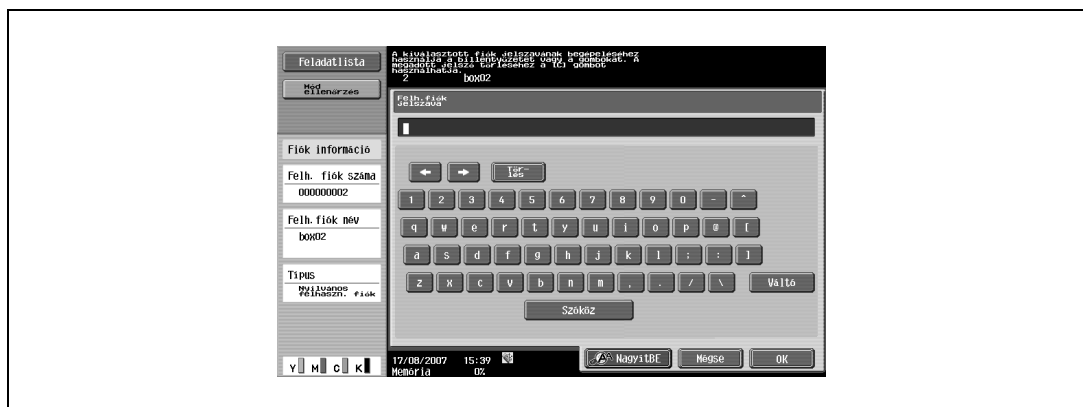 Feladatlista
Mód
ellenőrzés
A kiválasztott fiók jelszavának begépeléséhez
használja a billentyűzetet vagy a gombokat. A
megadott jelszó törléséhez a [C] gombot
használhatja.
2 box02
Felh.fiók
jelszava
Fiók információ
Felh. fiók száma
000000002
Felh.fiók név
box02
Típus
Nyilvános
felhaszn. fiók
← → Tör-
lés
1 2 3 4 5 6 7 8 9 0 - ^
q w e r t y u i o p @ [
a s d f g h j k l ; : ]
z x c v b n m , . / \ Váltó
Szóköz
Y M C K
17/08/2007 15:39
Memória 0%
NagyítBE Mégse OK